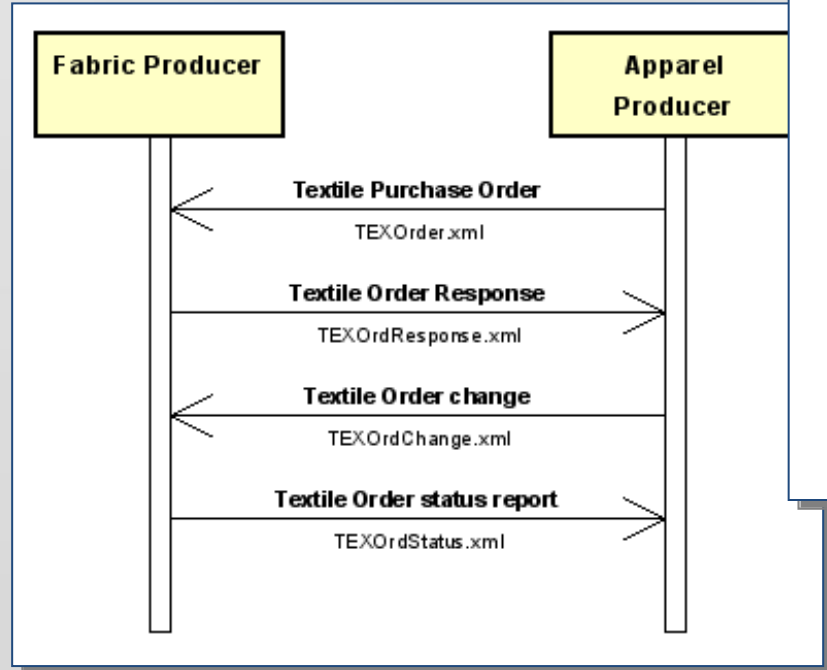 Fabric Producer
Apparel
Producer
Textile Purchase Order
TEXOrder.xml
Textile Order Response
TEXOrdResponse.xml
Textile Order change
TEXOrdChange.xml
Textile Order status report
TEXOrdStatus.xml